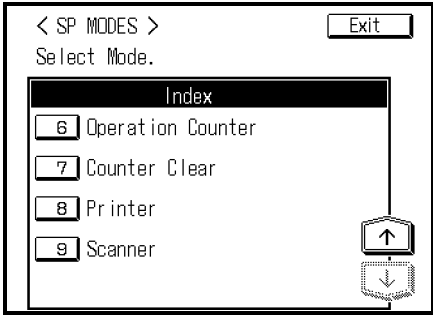 < SP MODES > Exit
Select Mode.
Index
6 Operation Counter
7 Counter Clear
8 Printer
9 Scanner
↑
↓